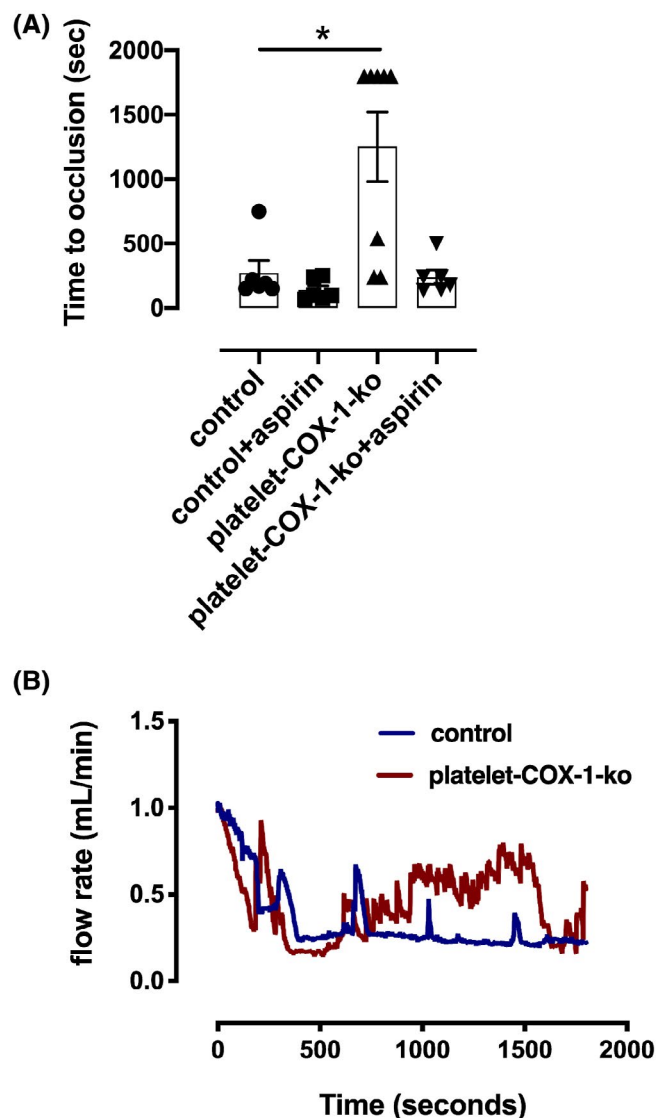 (A)
*
Time to occlusion (sec)
2000
1500
1000
500
0
control
control+aspirin
platelet-COX-1-ko
platelet-COX-1-ko+aspirin
(B)
flow rate (mL/min)
1.5
1.0
0.5
0.0
control
platelet-COX-1-ko
0 500 1000 1500 2000
Time (seconds)